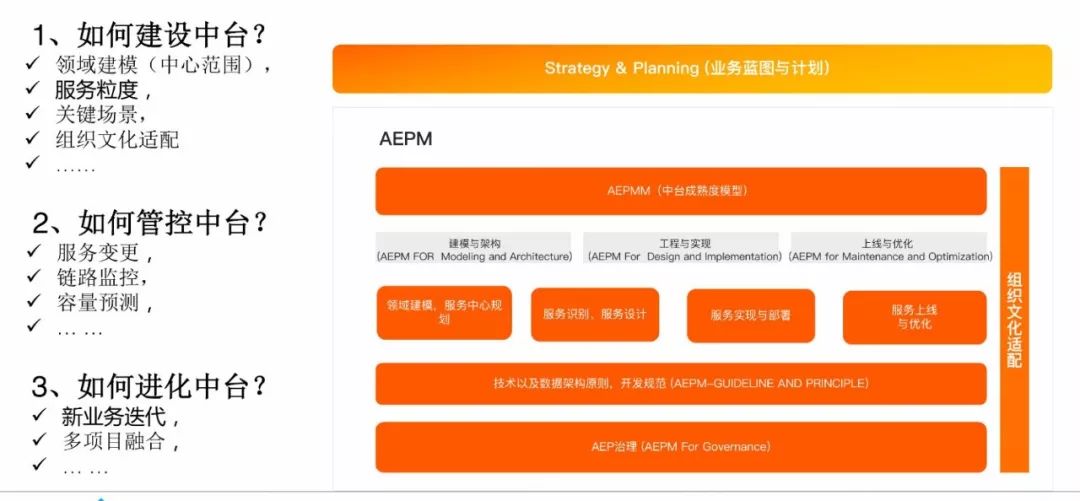 1、如何建设中台？
✓ 领域建模（中心范围），
✓ 服务粒度，
✓ 关键场景，
✓ 组织文化适配
✓ ……
2、如何管控中台？
✓ 服务变更，
✓ 链路监控，
✓ 容量预测，
✓ … …
3、如何进化中台？
✓ 新业务迭代，
✓ 多项目融合，
✓ … …
Strategy & Planning (业务蓝图与计划)
AEPM
AEPMM（中台成熟度模型）
建模与架构
(AEPM FOR Modeling and Architecture)
工程与实现
(AEPM For Design and Implementation)
上线与优化
(AEPM for Maintenance and Optimization)
领域建模，服务中心规
划
服务识别、服务设计
服务实现与部署
服务上线
与优化
技术以及数据架构原则，开发规范 (AEPM-GUIDELINE AND PRINCIPLE)
AEP治理 (AEPM For Governance)
组织文化适配